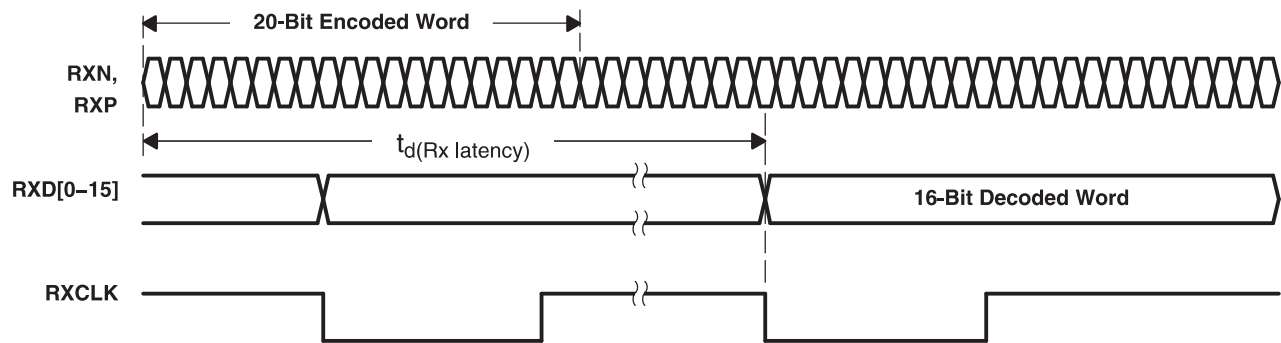 20-Bit Encoded Word
RXN,
RXP
td(Rx latency)
RXD[0–15]
16-Bit Decoded Word
RXCLK